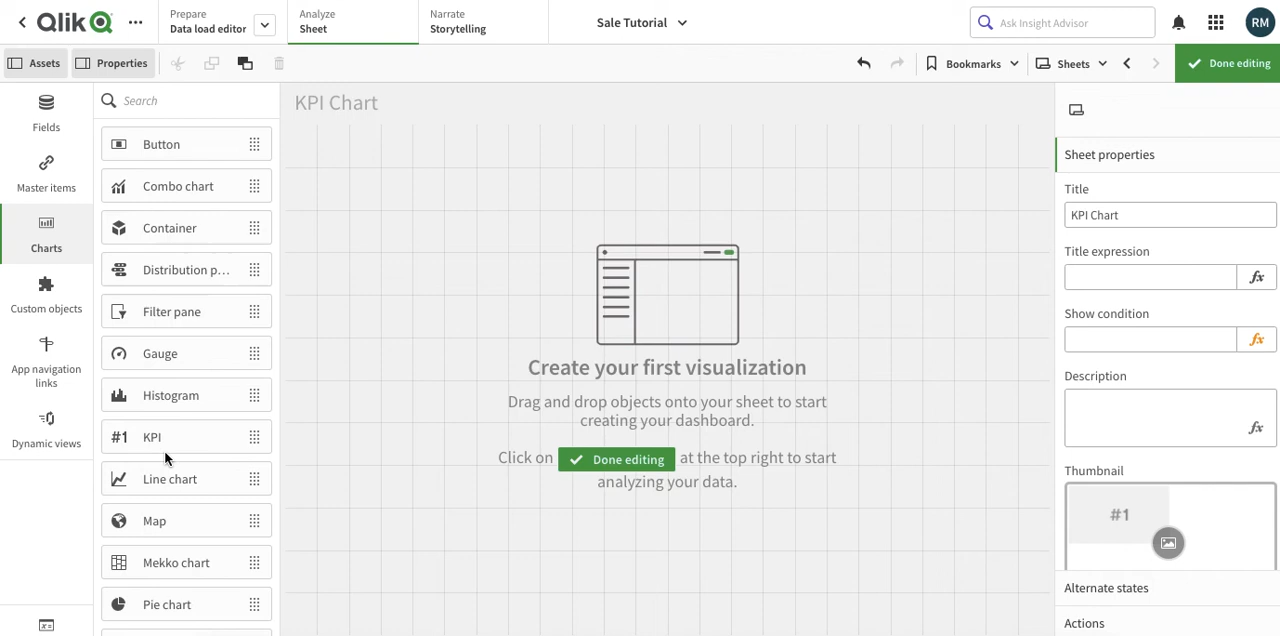 Qlik
Prepare
Data load editor
Analyze
Sheet
Narrate
Storytelling
Sale Tutorial
Ask Insight Advisor
RM
Assets
Properties
Bookmarks
Sheets
Done editing
Fields
Master items
Charts
Custom objects
App navigation
links
Dynamic views
Search
Button
Combo chart
Container
Distribution p...
Filter pane
Gauge
Histogram
#1 KPI
Line chart
Map
Mekko chart
Pie chart
KPI Chart
Create your first visualization
Drag and drop objects onto your sheet to start
creating your dashboard.
Click on Done editing at the top right to start
analyzing your data.
Sheet properties
Title
KPI Chart
Title expression
fx
Show condition
fx
Description
fx
Thumbnail
#1
Alternate states
Actions